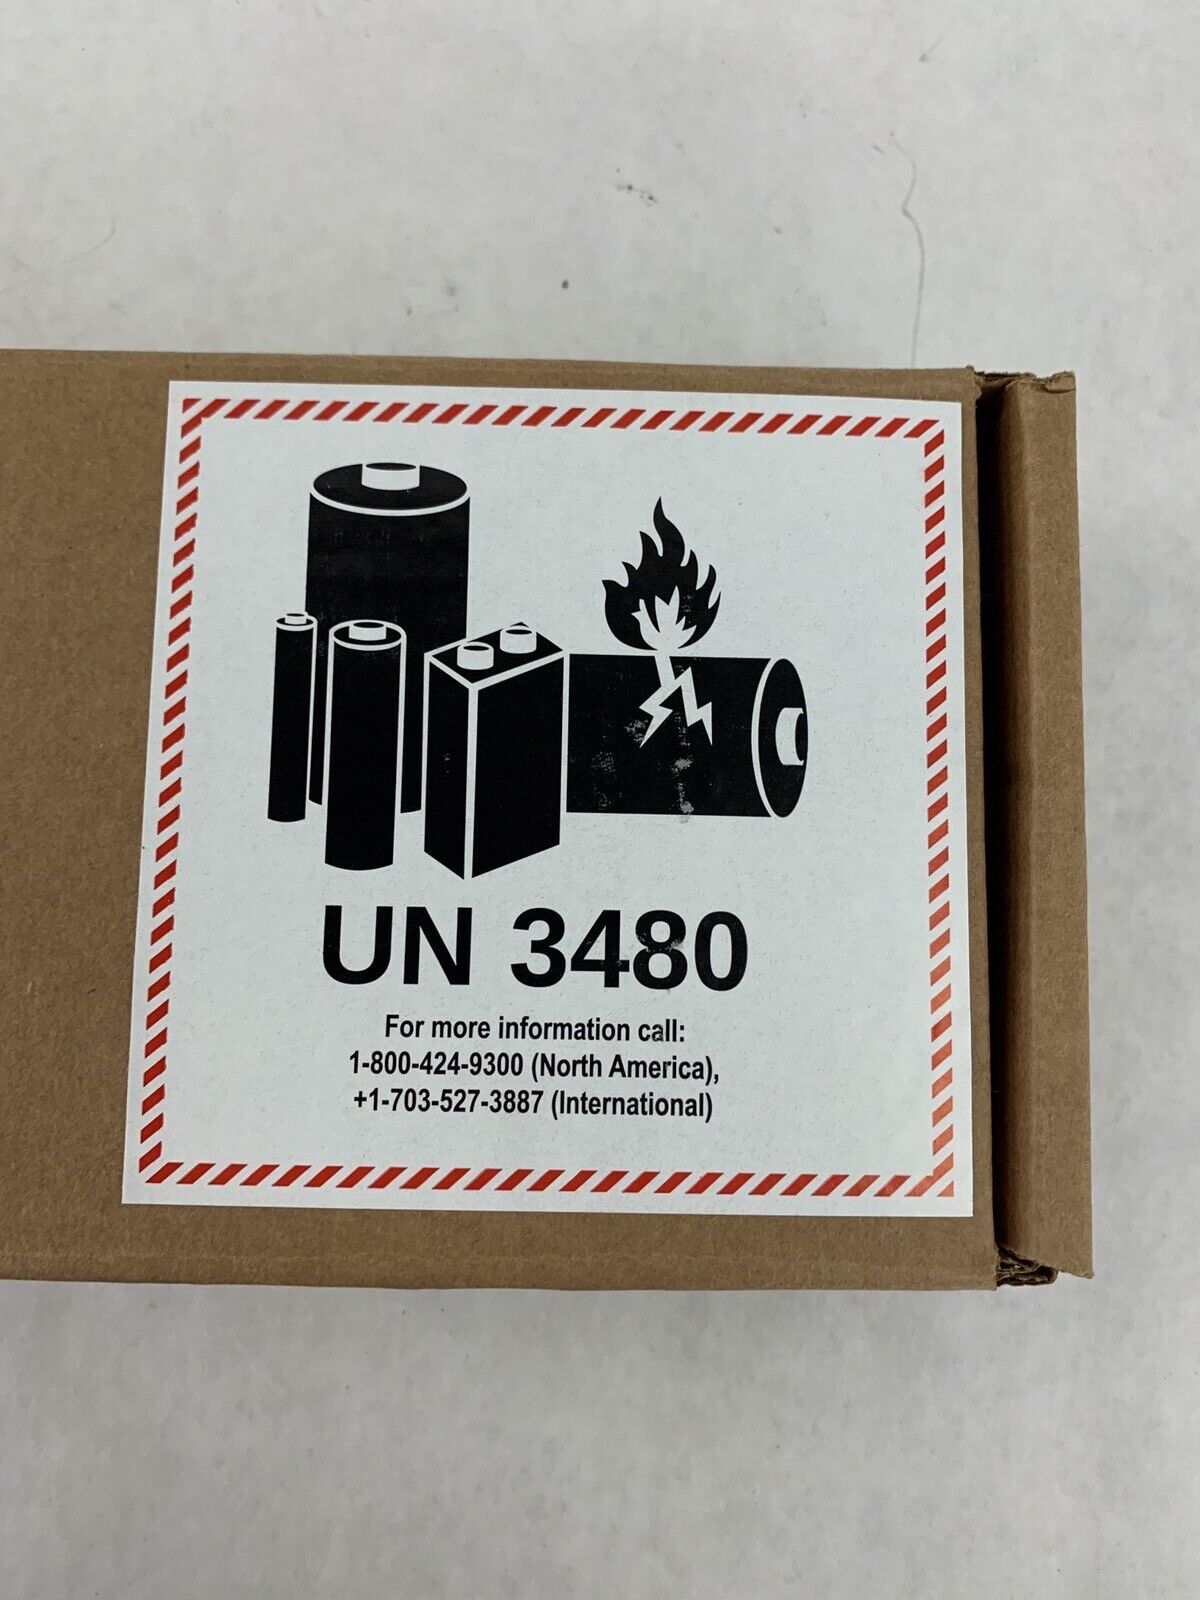 UN 3480
For more information call:
1-800-424-9300 (North America),
+1-703-527-3887 (International)